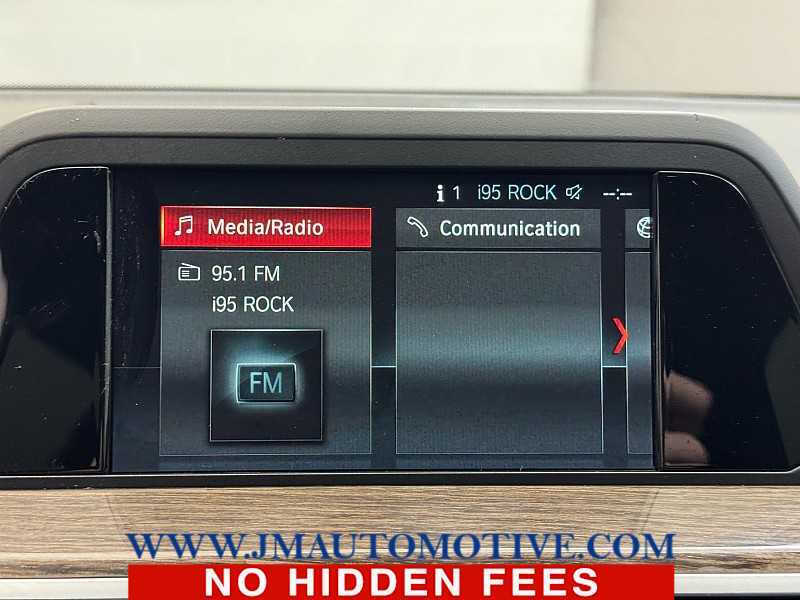 i 1 i95 ROCK --:--
Media/Radio
Communication
95.1 FM
i95 ROCK
FM
WWW.JMAUTOMOTIVE.COM
NO HIDDEN FEES